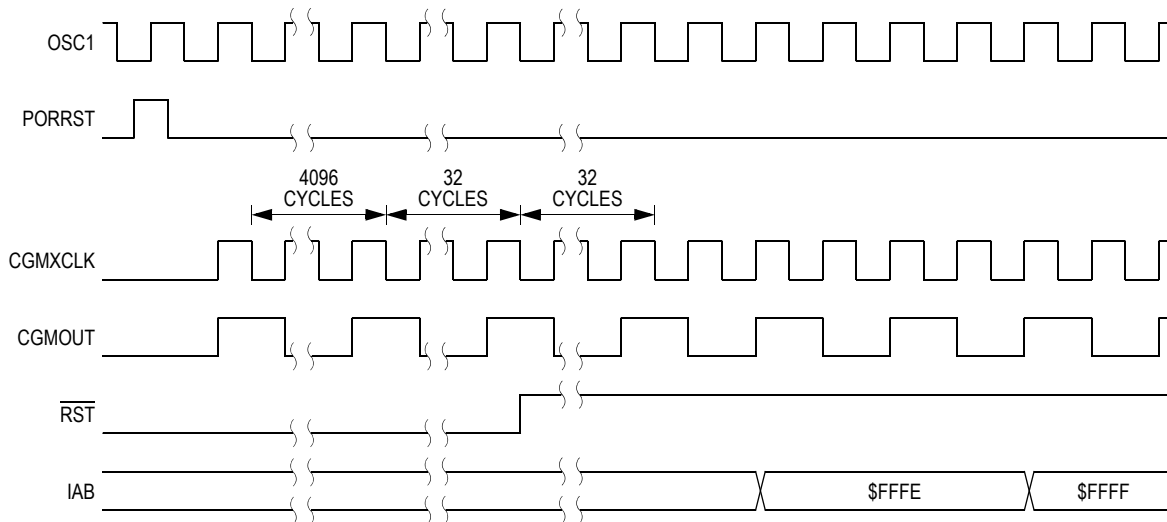 OSC1
PORRST
4096
CYCLES
32
CYCLES
32
CYCLES
CGMXCLK
CGMOUT
RST
IAB
$FFFE
$FFFF